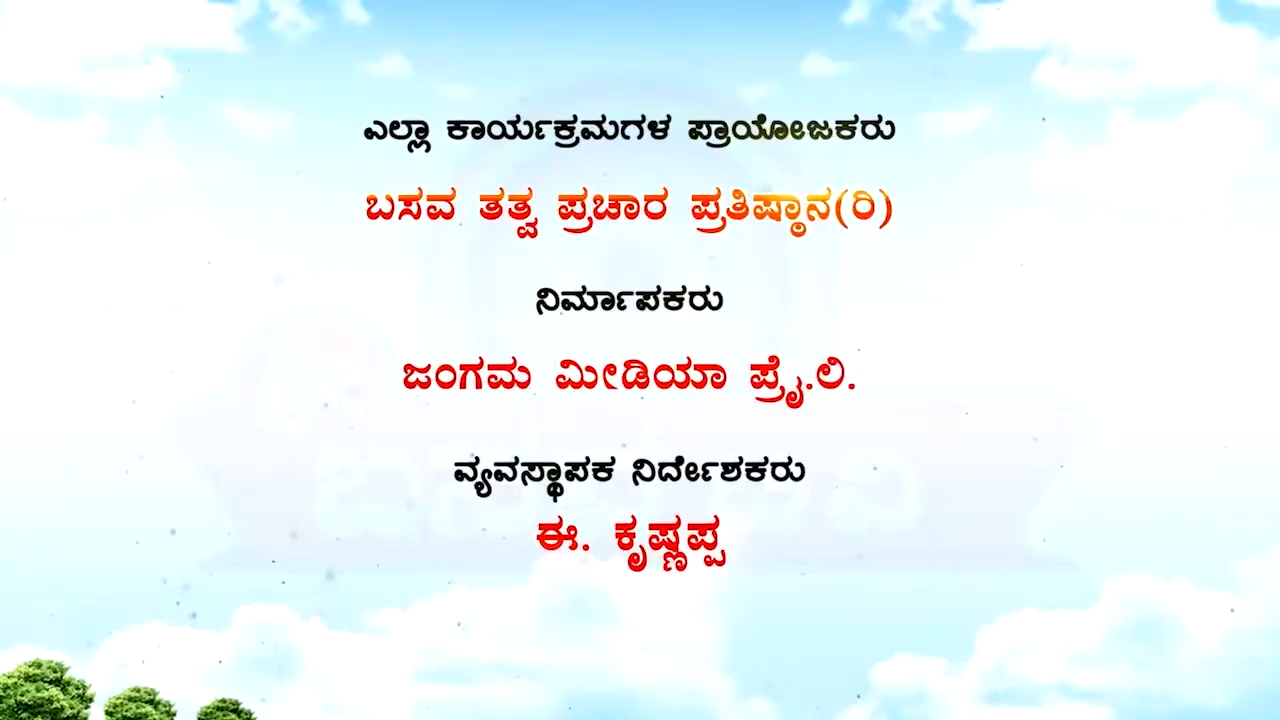 ಎಲ್ಲಾ ಕಾರ್ಯಕ್ರಮಗಳ ಪ್ರಾಯೋಜಕರು
ಬಸವ ತತ್ವ ಪ್ರಚಾರ ಪ್ರತಿಷ್ಠಾನ(ರಿ)
ನಿರ್ಮಾಪಕರು
ಜಂಗಮ ಮೀಡಿಯಾ ಪ್ರೈ.ಲಿ.
ವ್ಯವಸ್ಥಾಪಕ ನಿರ್ದೇಶಕರು
ಈ. ಕೃಷ್ಣಪ್ಪ